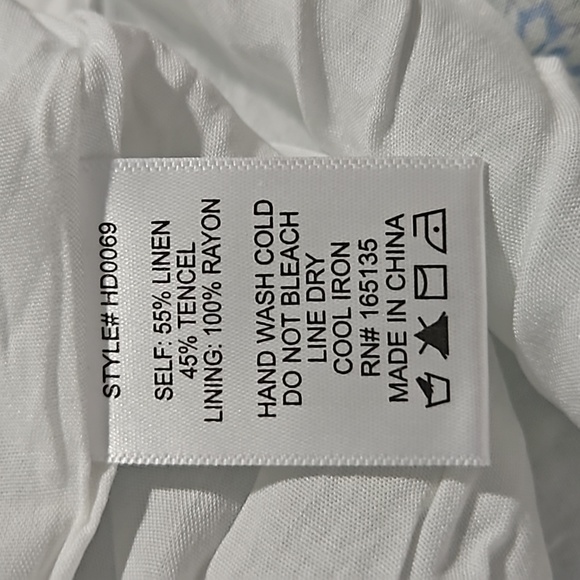 STYLE# HD0069
SELF: 55% LINEN
45% TENCEL
LINING: 100% RAYON
HAND WASH COLD
DO NOT BLEACH
LINE DRY
COOL IRON
RN# 165135
MADE IN CHINA